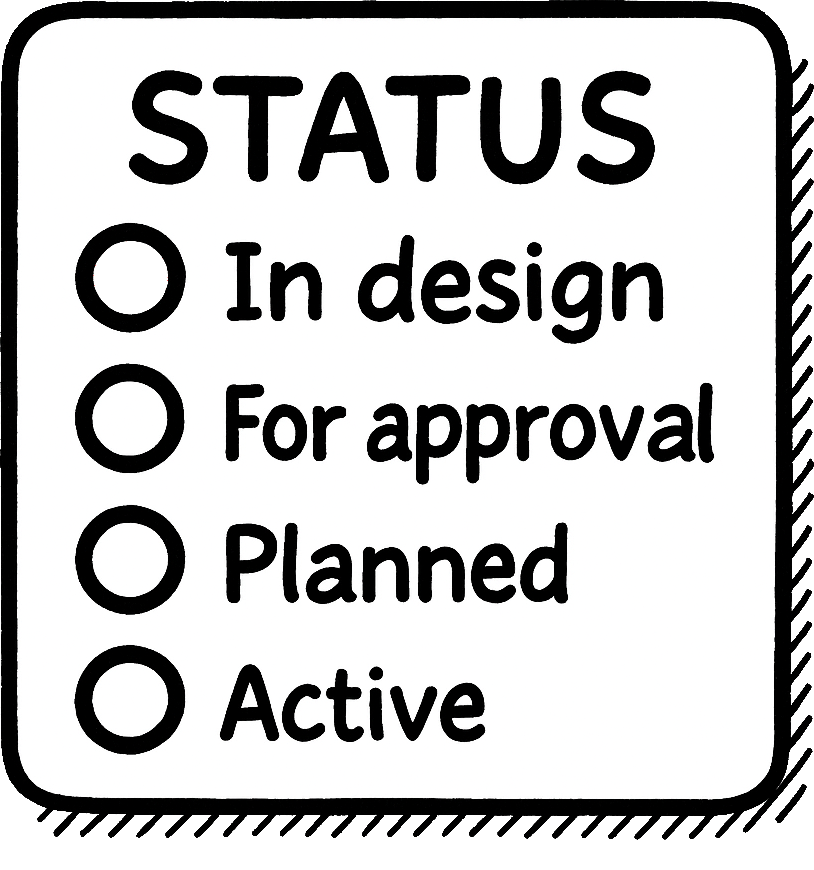 STATUS
In design
For approval
Planned
Active